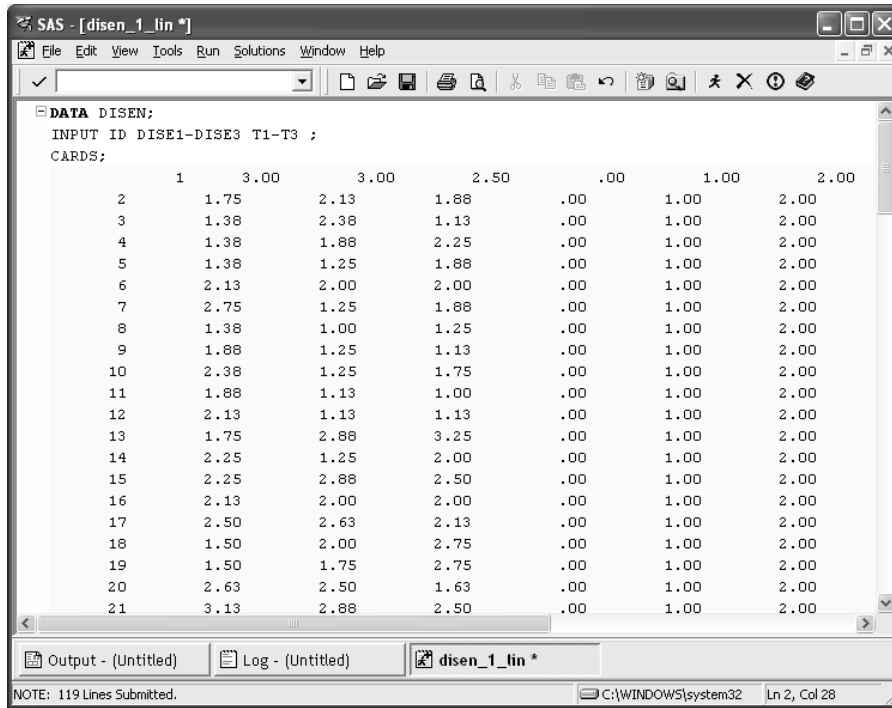 SAS - [disen_1_lin *]
File Edit View Tools Run Solutions Window Help
DATA DISEN;
INPUT ID DISE1-DISE3 T1-T3 ;
CARDS;
1 3.00 3.00 2.50 .00 1.00 2.00
2 1.75 2.13 1.88 .00 1.00 2.00
3 1.38 2.38 1.13 .00 1.00 2.00
4 1.38 1.88 2.25 .00 1.00 2.00
5 1.38 1.25 1.88 .00 1.00 2.00
6 2.13 2.00 2.00 .00 1.00 2.00
7 2.75 1.25 1.88 .00 1.00 2.00
8 1.38 1.00 1.25 .00 1.00 2.00
9 1.88 1.25 1.13 .00 1.00 2.00
10 2.38 1.25 1.75 .00 1.00 2.00
11 1.88 1.13 1.00 .00 1.00 2.00
12 2.13 1.13 1.13 .00 1.00 2.00
13 1.75 2.88 3.25 .00 1.00 2.00
14 2.25 1.25 2.00 .00 1.00 2.00
15 2.25 2.88 2.50 .00 1.00 2.00
16 2.13 2.00 2.00 .00 1.00 2.00
17 2.50 2.63 2.13 .00 1.00 2.00
18 1.50 2.00 2.75 .00 1.00 2.00
19 1.50 1.75 2.75 .00 1.00 2.00
20 2.63 2.50 1.63 .00 1.00 2.00
21 3.13 2.88 2.50 .00 1.00 2.00
Output - (Untitled) Log - (Untitled) disen_1_lin *
NOTE: 119 Lines Submitted. C:\WINDOWS\system32 Ln 2, Col 28